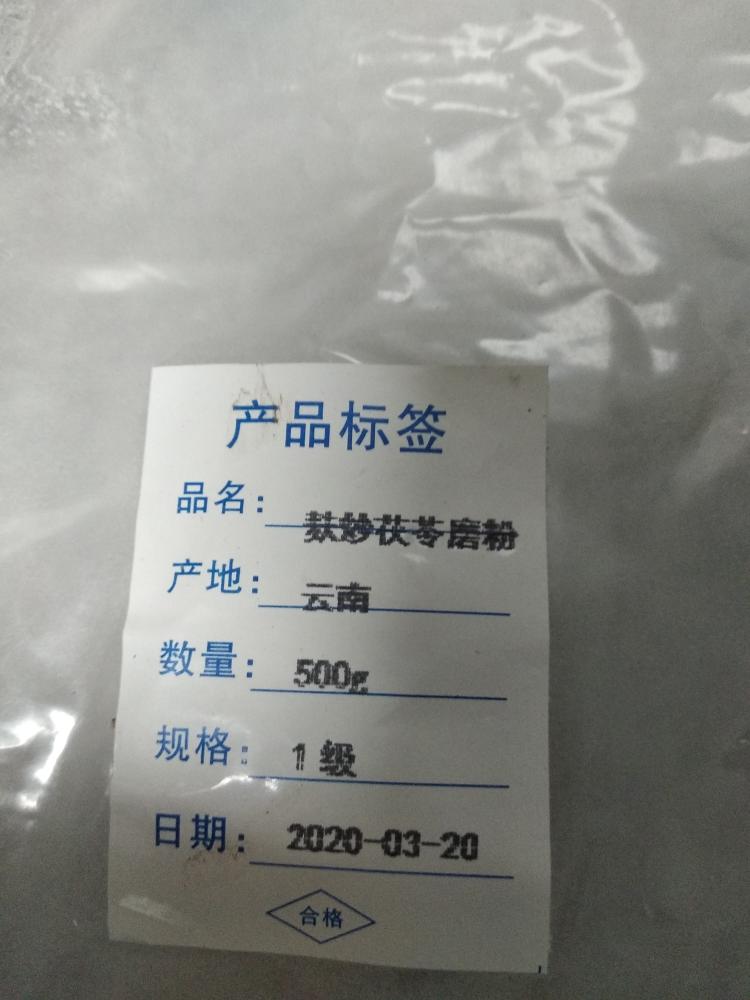 产品标签
品名：麸炒茯苓磨粉
产地：云南
数量：500g
规格：1级
日期：2020-03-20
合格